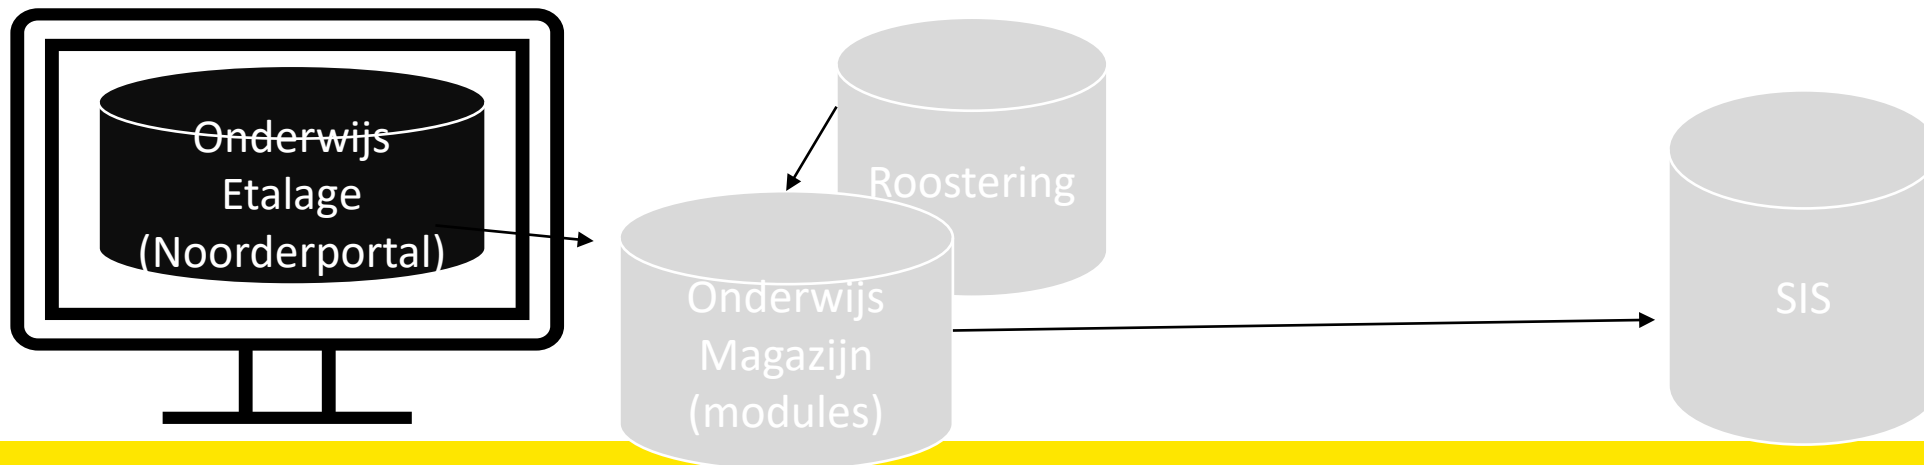 Onderwijs
Etalage
(Noorderportal)
Roostering
Onderwijs
Magazijn
(modules)
SIS